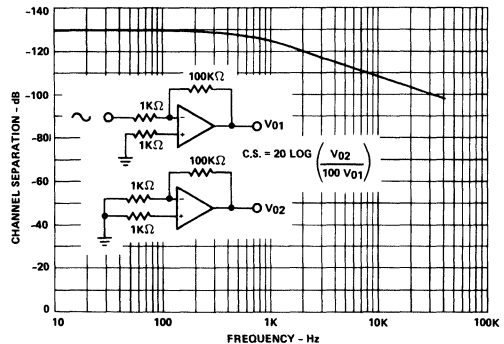 -140
-120
-100
-80
-60
-40
-20
0
CHANNEL SEPARATION - dB
100KΩ
1KΩ
1KΩ
-
+
V01
C.S. = 20 LOG (V02 / 100 V01)
100KΩ
1KΩ
1KΩ
-
+
V02
10 100 1K 10K 100K
FREQUENCY - Hz